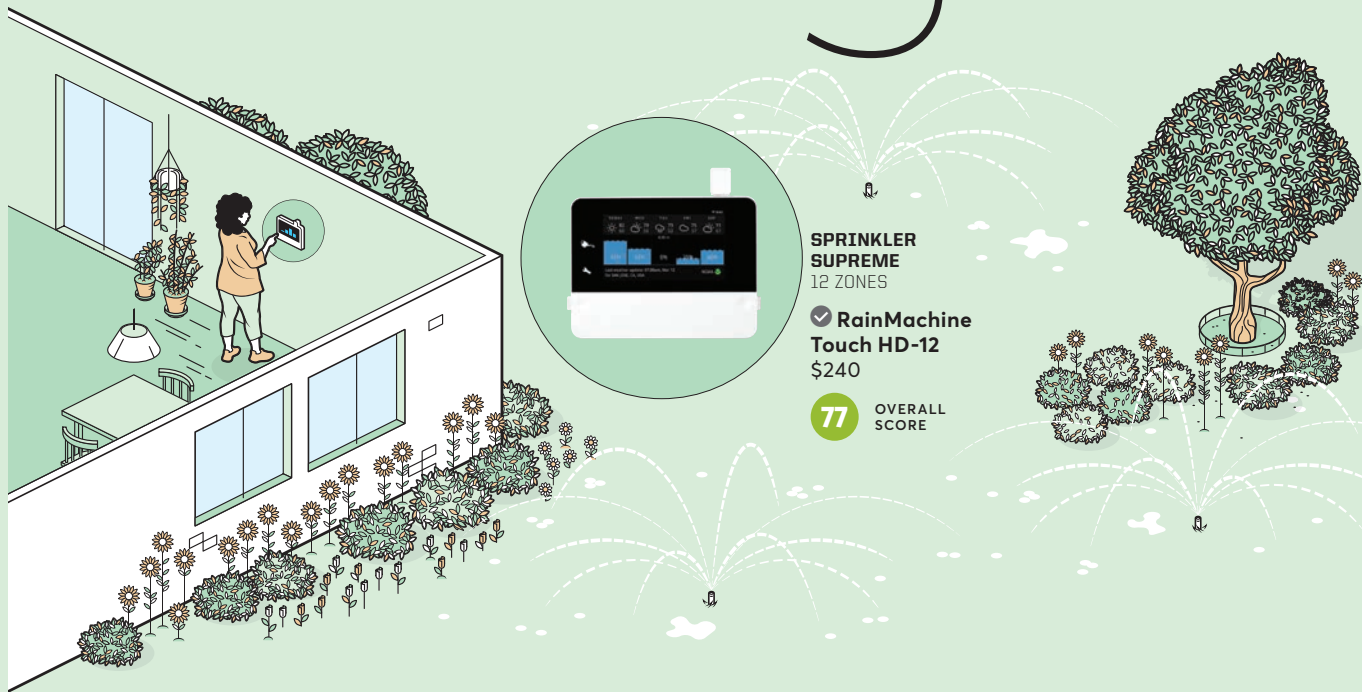 SPRINKLER
SUPREME
12 ZONES
RainMachine
Touch HD-12
$240
77
OVERALL
SCORE